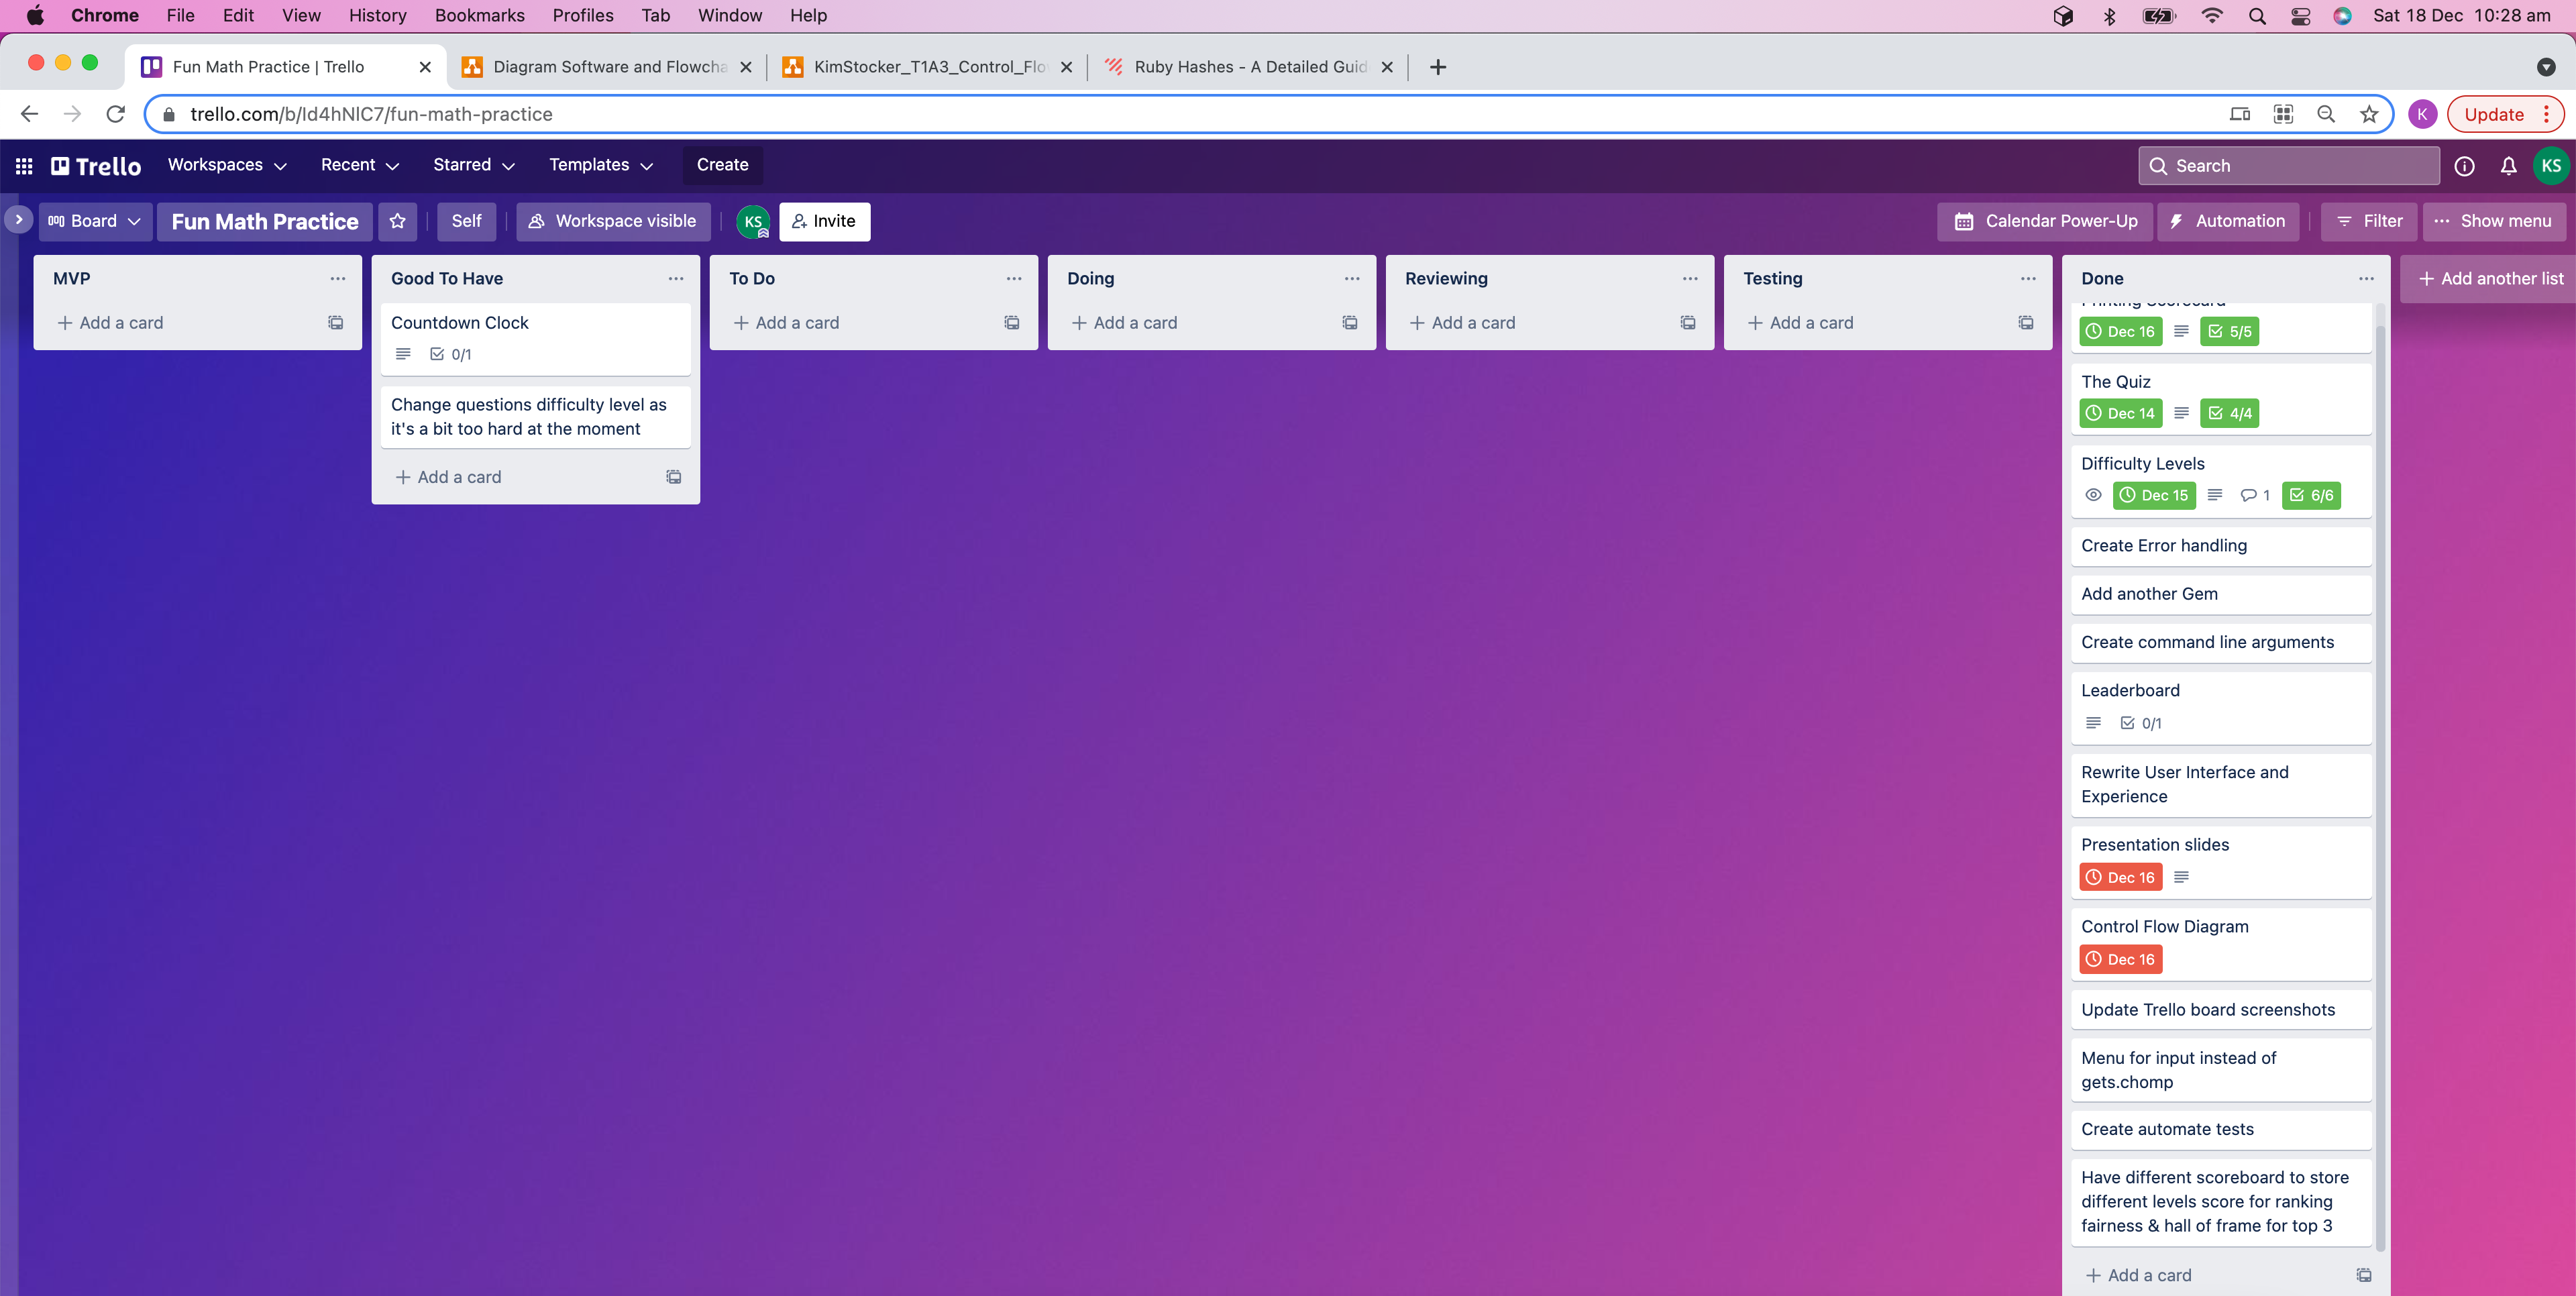 Chrome File Edit View History Bookmarks Profiles Tab Window Help Sat 18 Dec 10:28 am
Fun Math Practice | Trello Diagram Software and Flowcha KimStocker_T1A3_Control_Flo Ruby Hashes - A Detailed Guid
trello.com/b/Id4hNIC7/fun-math-practice K Update
Trello Workspaces Recent Starred Templates Create Search KS
Board Fun Math Practice Self Workspace visible KS Invite Calendar Power-Up Automation Filter Show menu
MVP
Add a card
Good To Have
Countdown Clock
0/1
Change questions difficulty level as
it's a bit too hard at the moment
Add a card
To Do
Add a card
Doing
Add a card
Reviewing
Add a card
Testing
Add a card
Done
Printing Scorecard
Dec 16 5/5
The Quiz
Dec 14 4/4
Difficulty Levels
Dec 15 1 6/6
Create Error handling
Add another Gem
Create command line arguments
Leaderboard
0/1
Rewrite User Interface and
Experience
Presentation slides
Dec 16
Control Flow Diagram
Dec 16
Update Trello board screenshots
Menu for input instead of
gets.chomp
Create automate tests
Have different scoreboard to store
different levels score for ranking
fairness & hall of frame for top 3
Add a card
Add another list